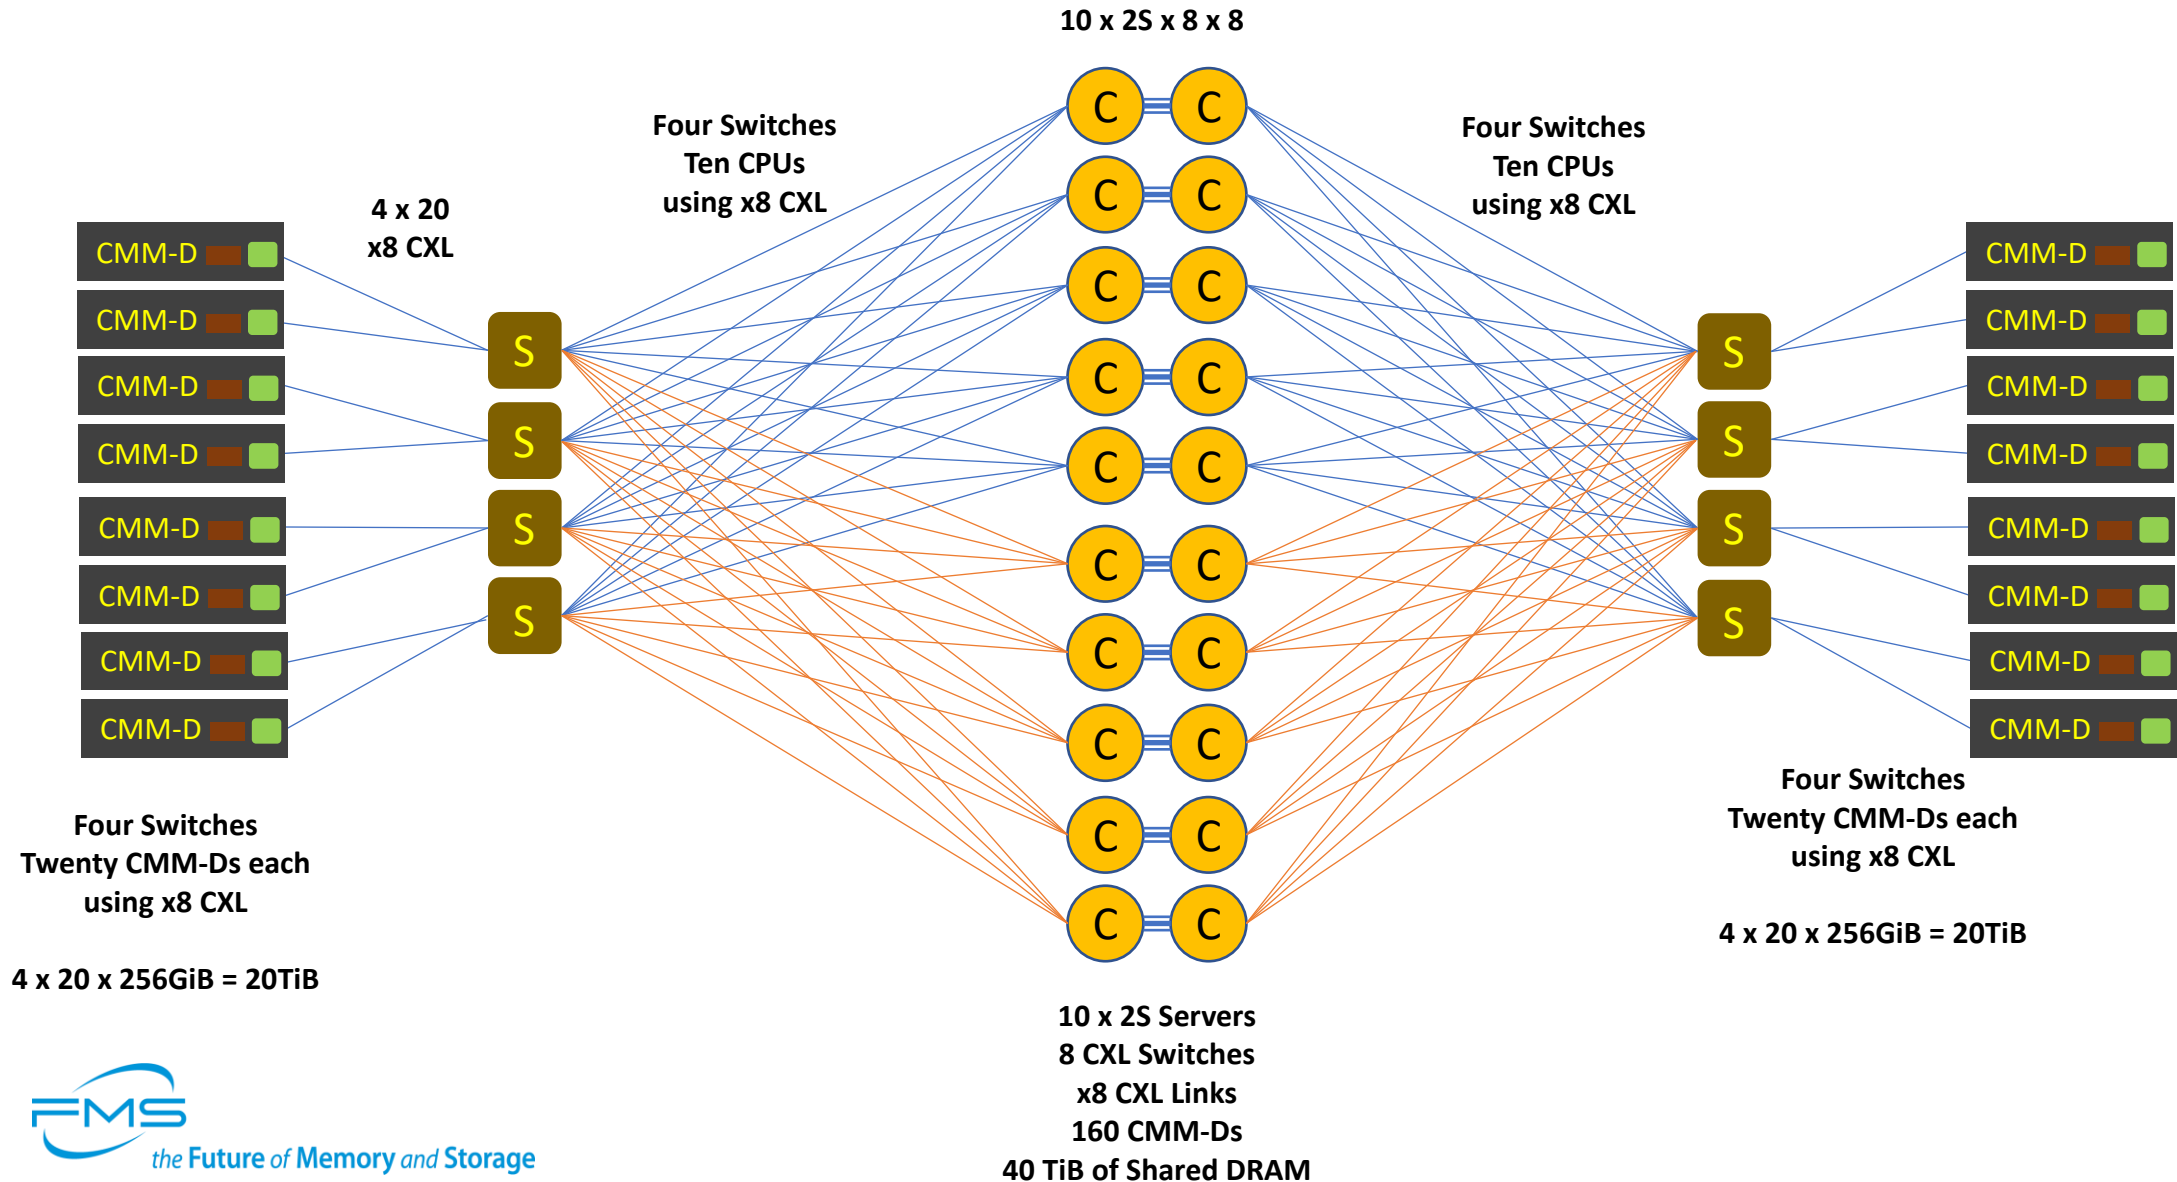 10 x 2S x 8 x 8
Four Switches
Ten CPUs
using x8 CXL
Four Switches
Ten CPUs
using x8 CXL
4 x 20
x8 CXL
CMM-D
CMM-D
CMM-D
CMM-D
CMM-D
CMM-D
CMM-D
CMM-D
S
S
S
S
C C
C C
C C
C C
C C
C C
C C
C C
C C
C C
S
S
S
S
CMM-D
CMM-D
CMM-D
CMM-D
CMM-D
CMM-D
CMM-D
CMM-D
Four Switches
Twenty CMM-Ds each
using x8 CXL
4 x 20 x 256GiB = 20TiB
Four Switches
Twenty CMM-Ds each
using x8 CXL
4 x 20 x 256GiB = 20TiB
10 x 2S Servers
8 CXL Switches
x8 CXL Links
160 CMM-Ds
40 TiB of Shared DRAM
FMS
the Future of Memory and Storage